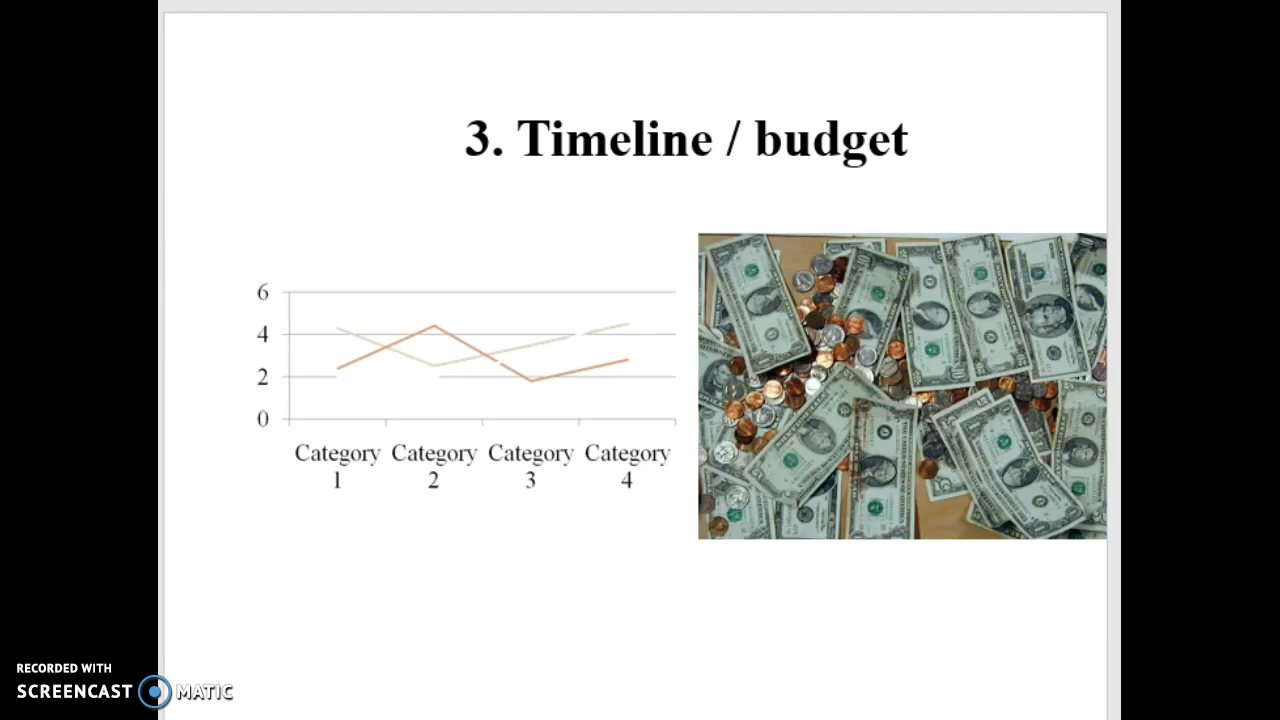 3. Timeline / budget
6
4
2
0
Category 1
Category 2
Category 3
Category 4
RECORDED WITH
SCREENCAST MATIC